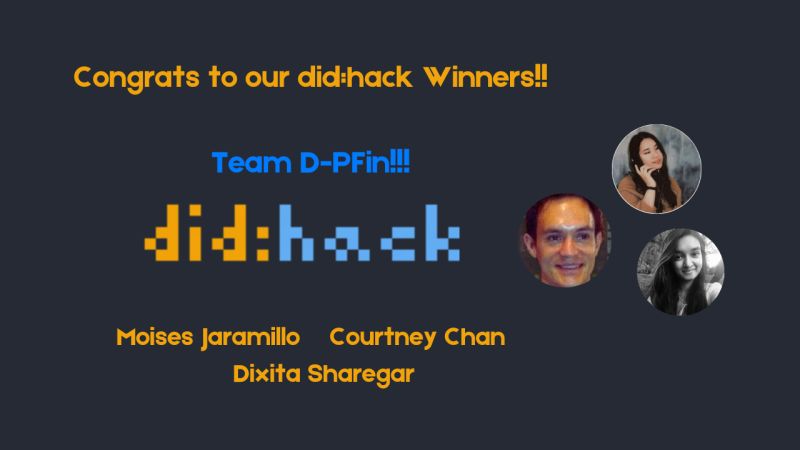 Congrats to our did:hack Winners!!
Team D-PFin!!!
did:hack
Moises Jaramillo Courtney Chan
Dixita Sharegar